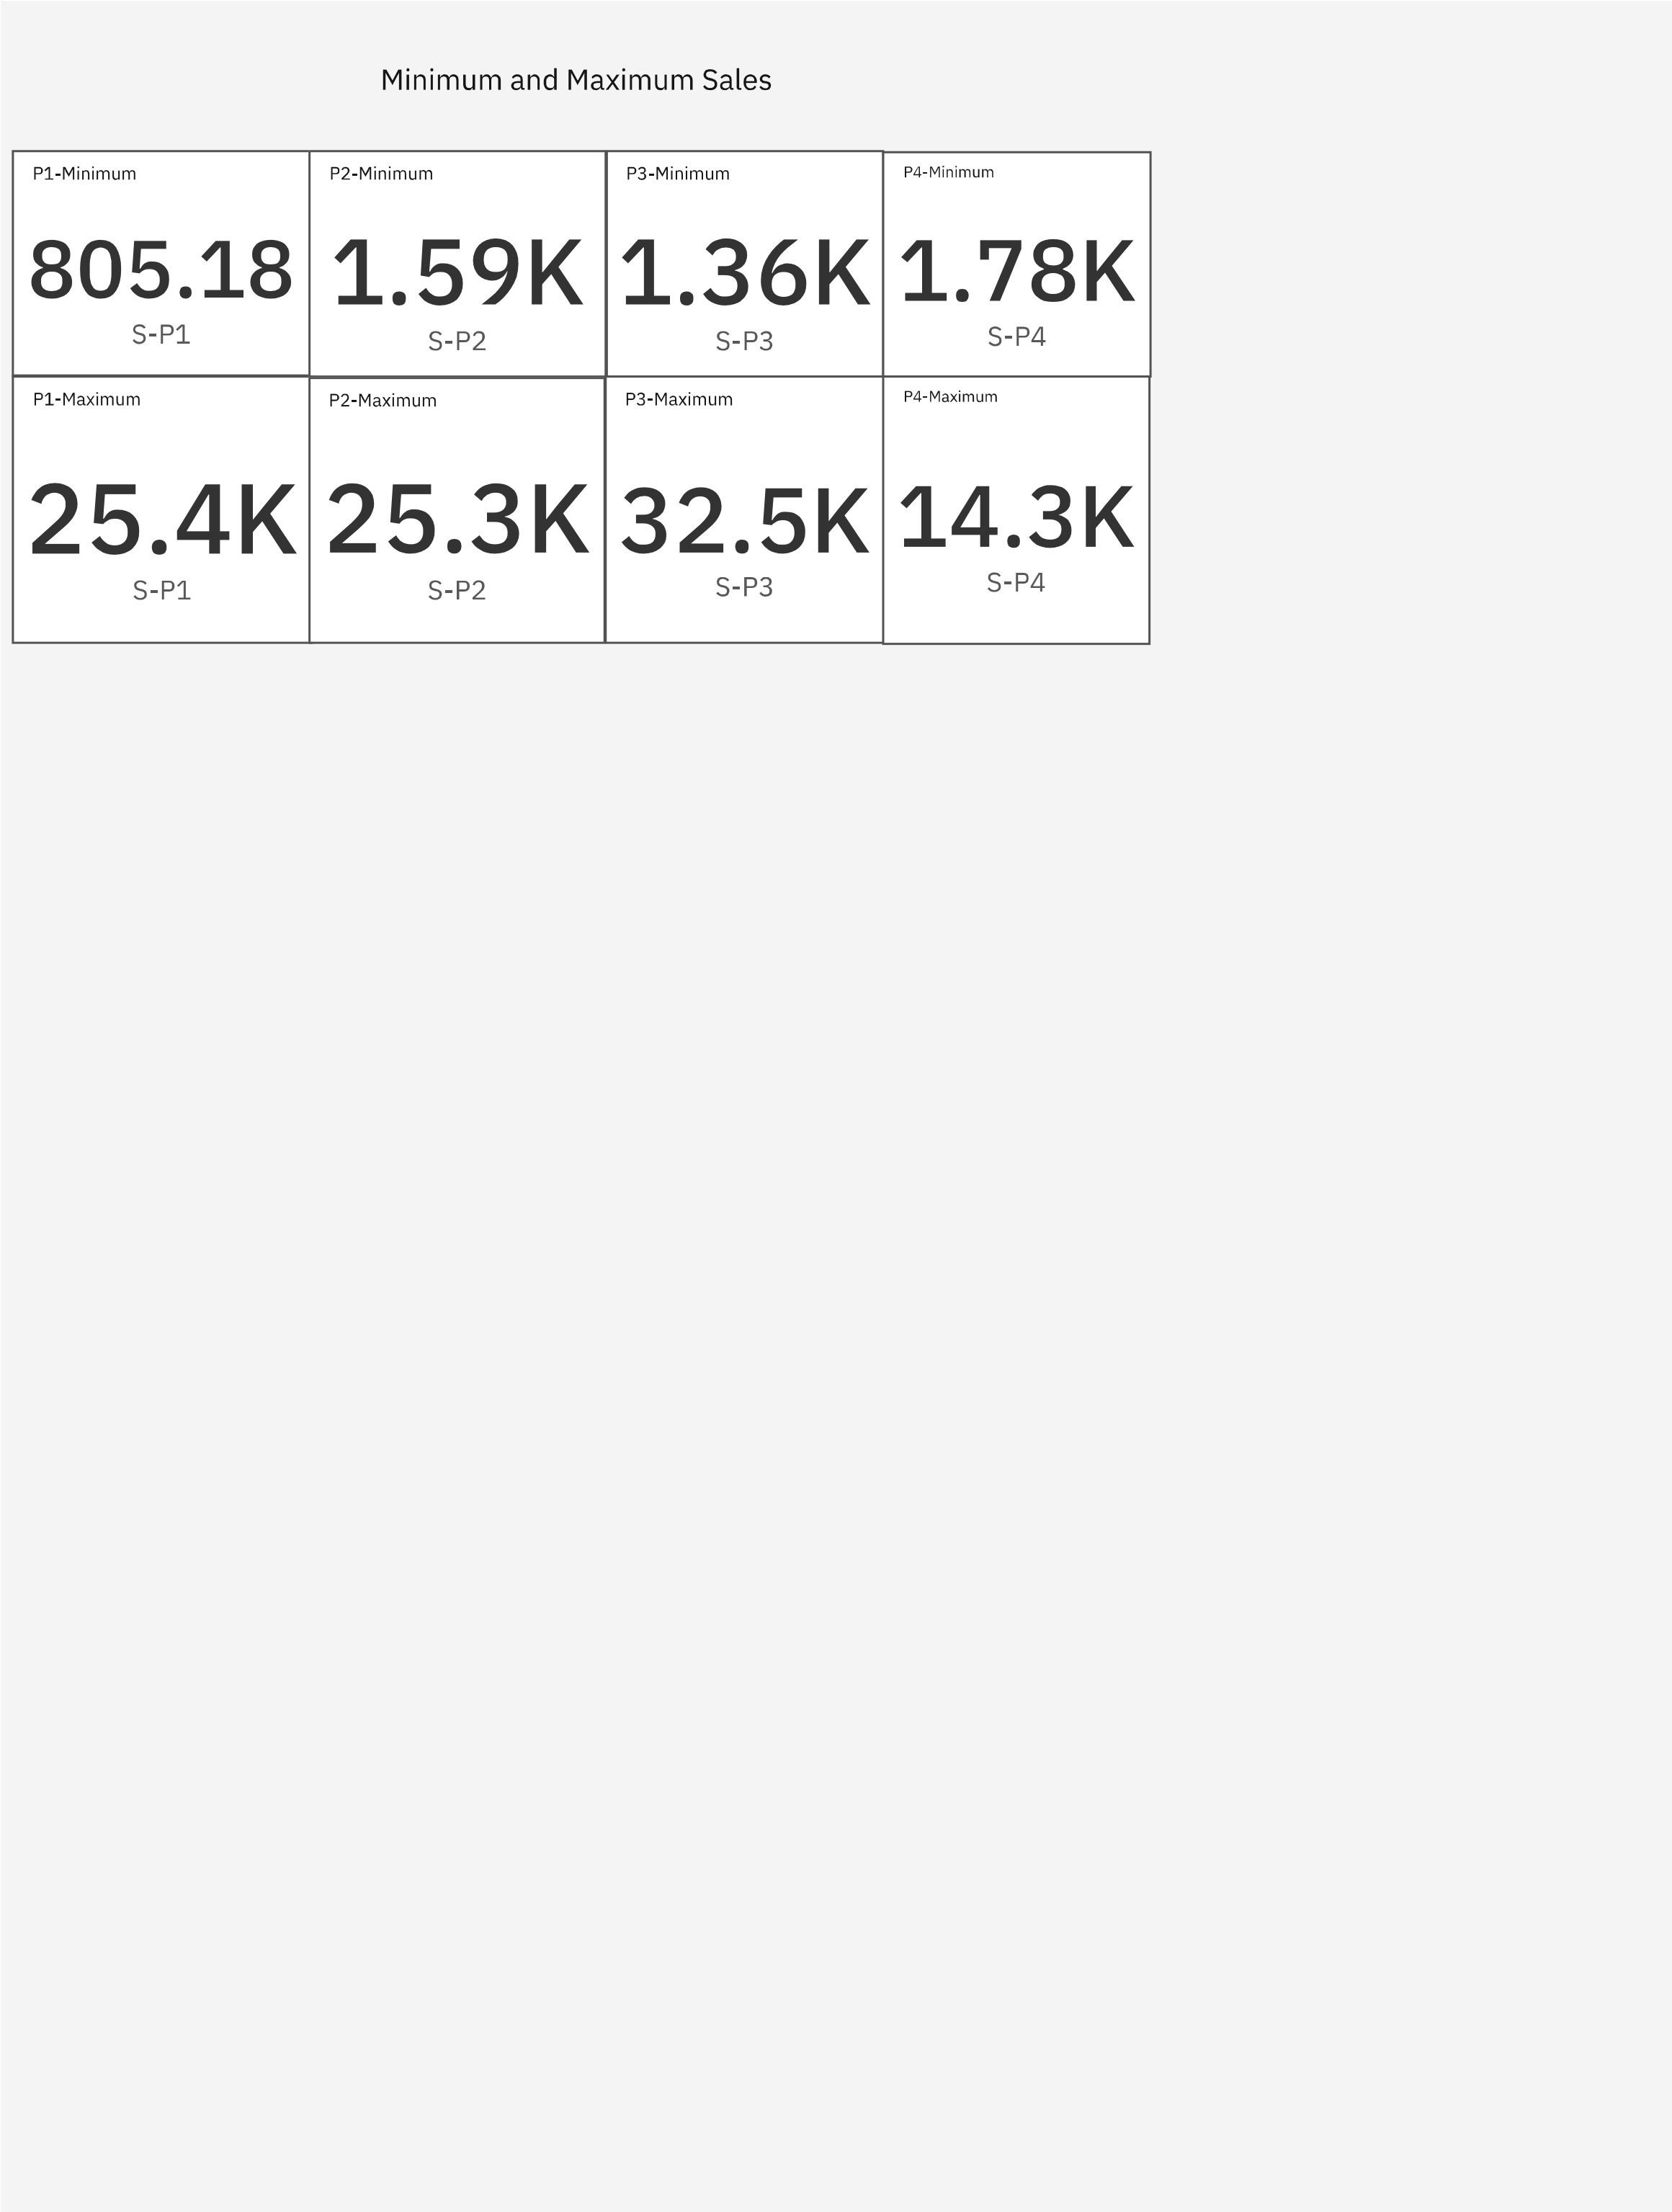 Minimum and Maximum Sales
P1-Minimum
805.18
S-P1
P2-Minimum
1.59K
S-P2
P3-Minimum
1.36K
S-P3
P4-Minimum
1.78K
S-P4
P1-Maximum
25.4K
S-P1
P2-Maximum
25.3K
S-P2
P3-Maximum
32.5K
S-P3
P4-Maximum
14.3K
S-P4